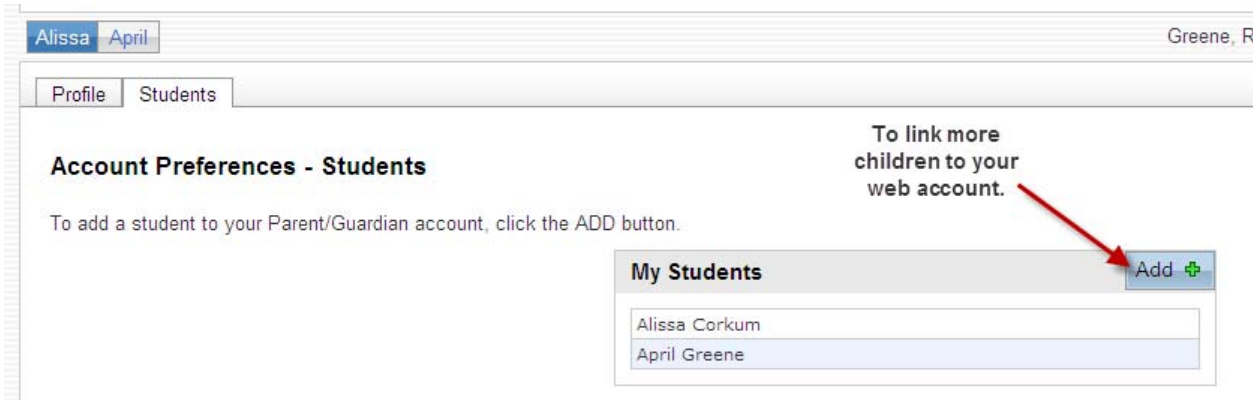 Alissa April
Greene, R
Profile Students
To link more
children to your
web account.
Account Preferences - Students
To add a student to your Parent/Guardian account, click the ADD button.
My Students
Add
Alissa Corkum
April Greene